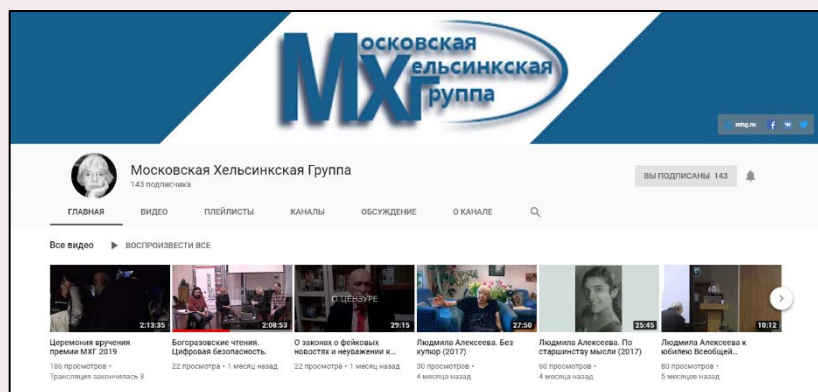 Московская
Хельсинкская
Группа
mhg.ru
Московская Хельсинкская Группа
143 подписчика
ВЫ ПОДПИСАНЫ 143
ГЛАВНАЯ ВИДЕО ПЛЕЙЛИСТЫ КАНАЛЫ ОБСУЖДЕНИЕ О КАНАЛЕ
Все видео ВОСПРОИЗВЕСТИ ВСЕ
О ЦЕНЗУРЕ
2:13:35 2:08:53 29:15 27:50 25:45 10:12
Церемония вручения Богоразовские чтения. О законах о фейковых Людмила Алексеева. Без Людмила Алексеева. По Людмила Алексеева к
премии МХГ 2019 Цифровая безопасность. новостях и неуважении к... купюр (2017) старшинству мысли (2017) юбилею Всеобщей...
186 просмотров • 22 просмотра • 1 месяц назад 22 просмотра • 1 месяц назад 30 просмотров • 60 просмотров • 80 просмотров •
Трансляция закончилась 3 4 месяца назад 4 месяца назад 5 месяцев назад